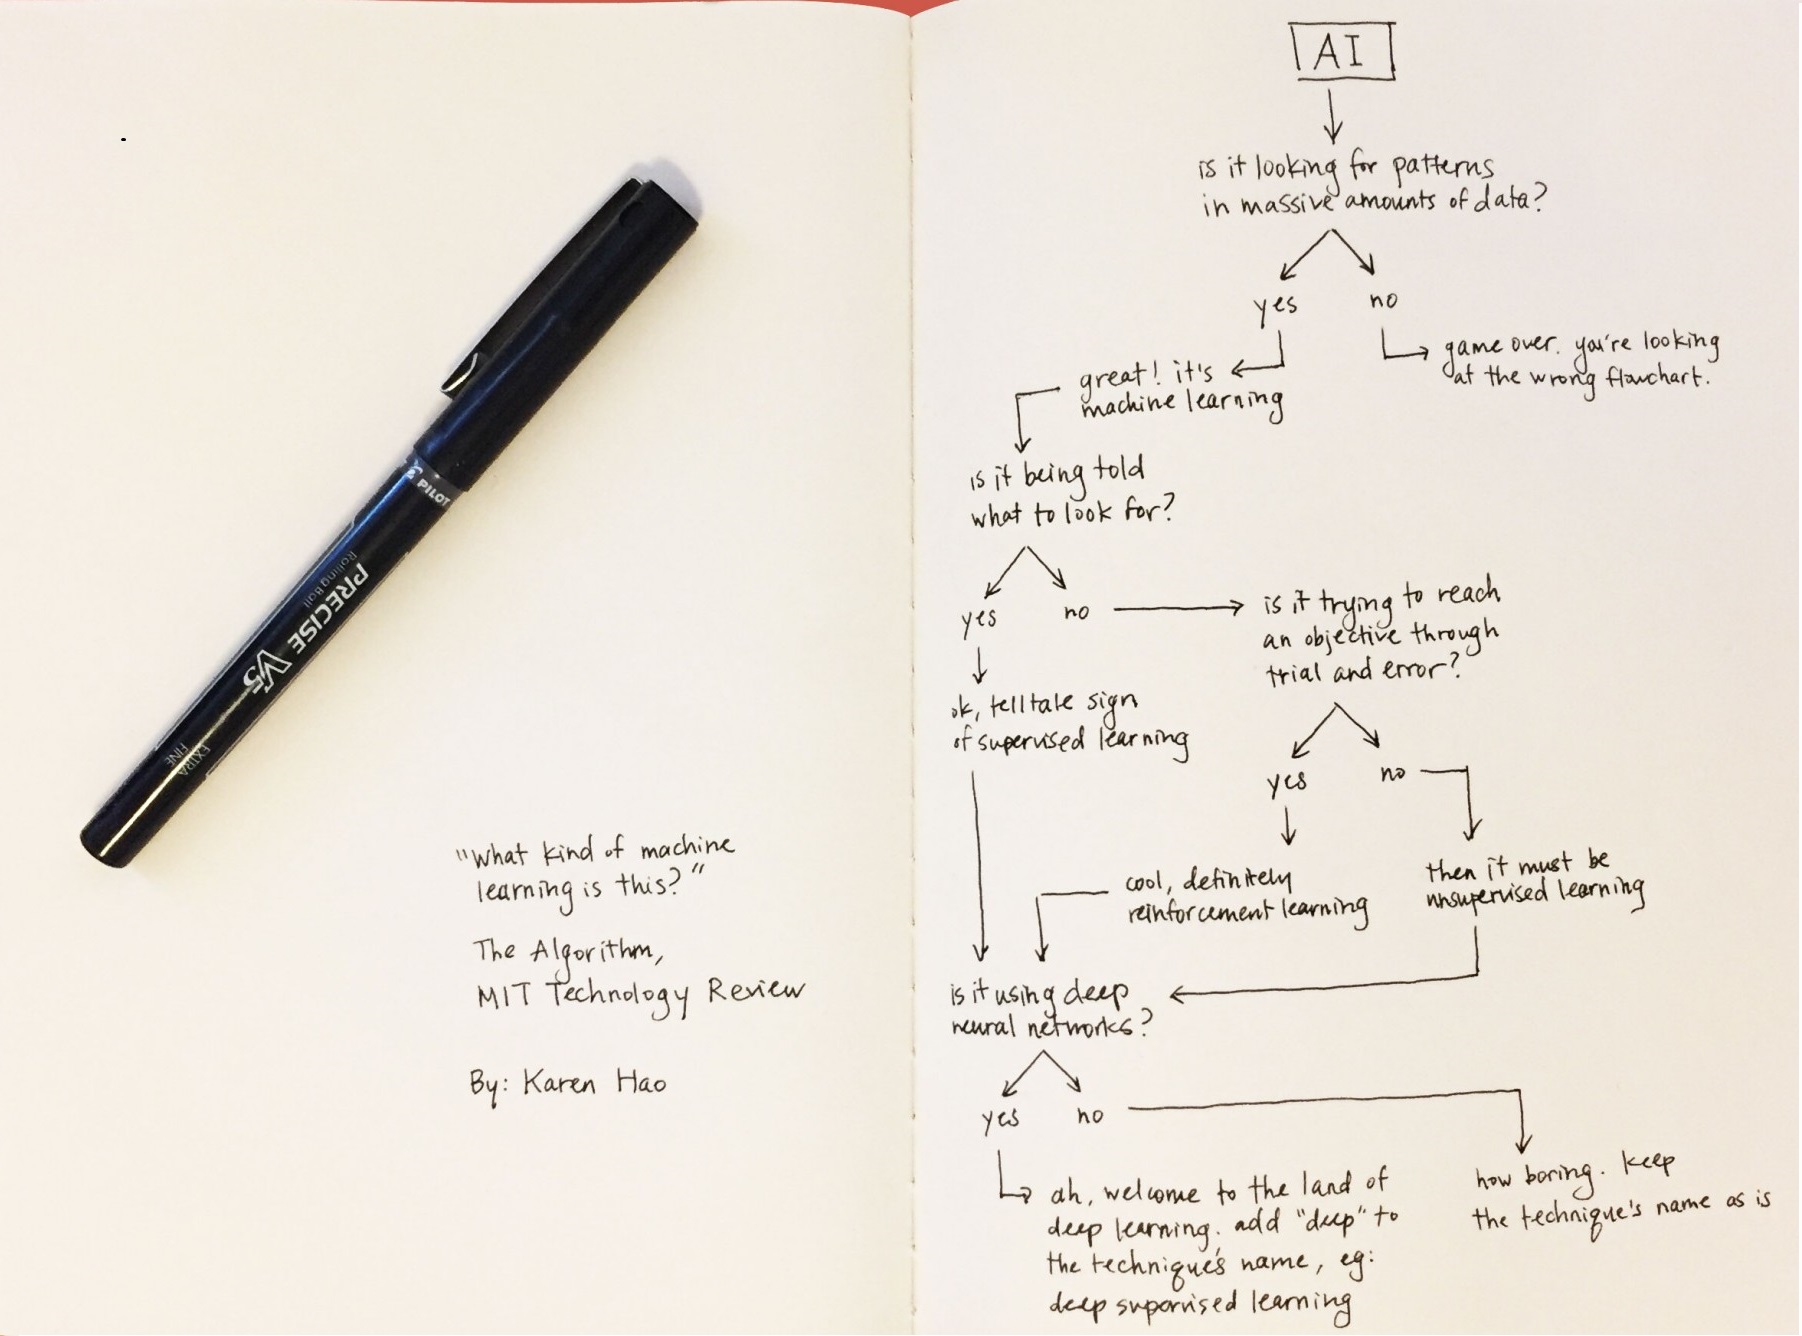 PILOT
PRECISE V5
Rolling Ball
EXTRA
FINE
"what kind of machine
learning is this?"
The Algorithm,
MIT Technology Review
By: Karen Hao
AI
is it looking for patterns
in massive amounts of data?
yes
no
game over. you're looking
at the wrong flowchart.
great! it's
machine learning
is it being told
what to look for?
yes
no
is it trying to reach
an objective through
trial and error?
ok, telltale sign
of supervised learning
yes
no
cool, definitely
reinforcement learning
then it must be
unsupervised learning
is it using deep
neural networks?
yes
no
ah, welcome to the land of
deep learning. add "deep" to
the technique's name, eg:
deep supervised learning
how boring. keep
the technique's name as is